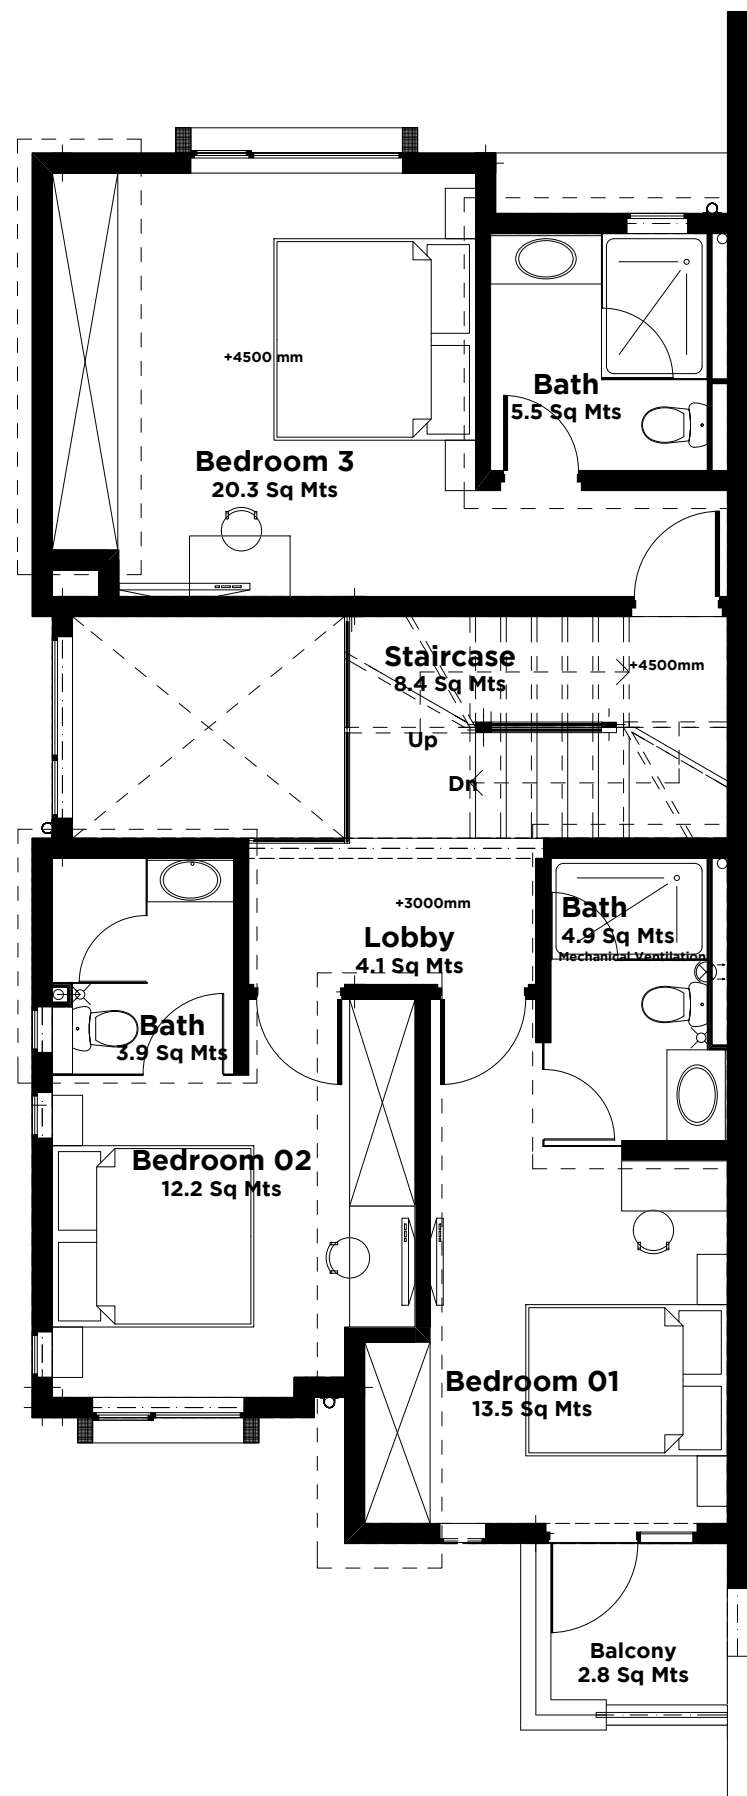 Bath
5.5 Sq Mts
+4500 mm
Bedroom 3
20.3 Sq Mts
Staircase
8.4 Sq Mts
+4500mm
Up
Dn
+3000mm
Lobby
4.1 Sq Mts
Bath
4.9 Sq Mts
Mechanical Ventilation
Bath
3.9 Sq Mts
Bedroom 02
12.2 Sq Mts
Bedroom 01
13.5 Sq Mts
Balcony
2.8 Sq Mts